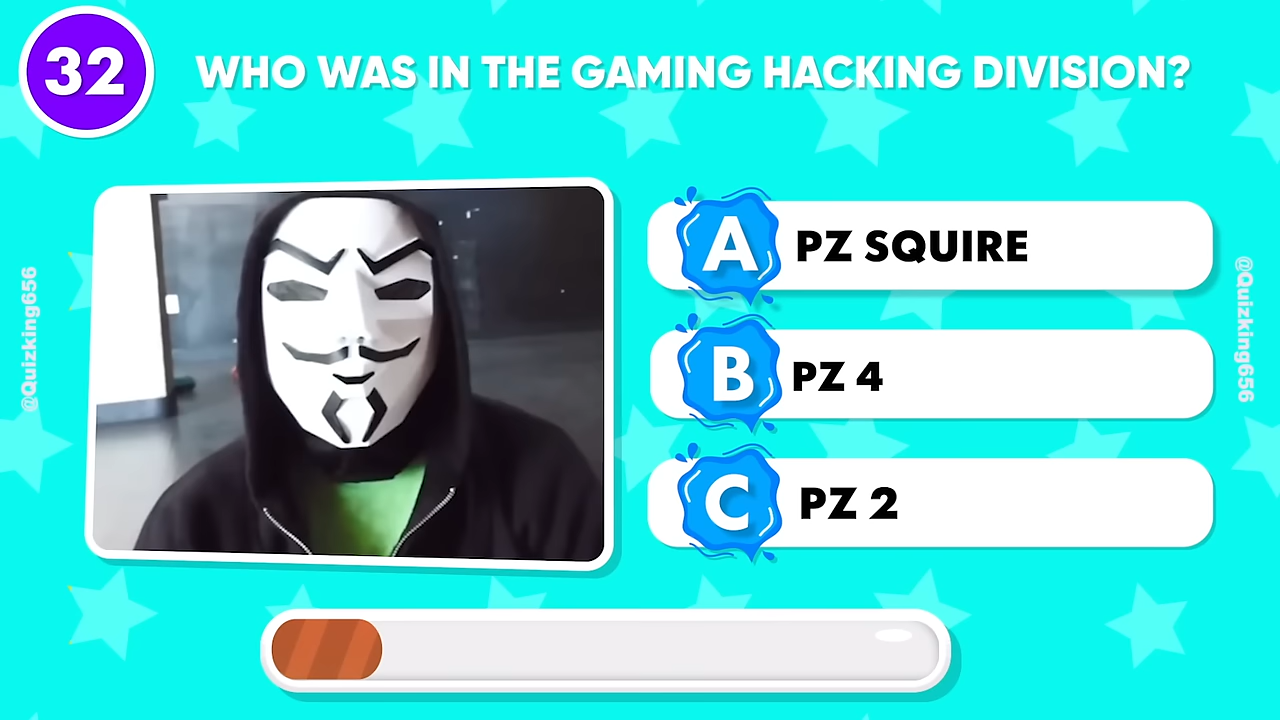 32
WHO WAS IN THE GAMING HACKING DIVISION?
A PZ SQUIRE
B PZ 4
C PZ 2
@Quizking656
@Quizking656